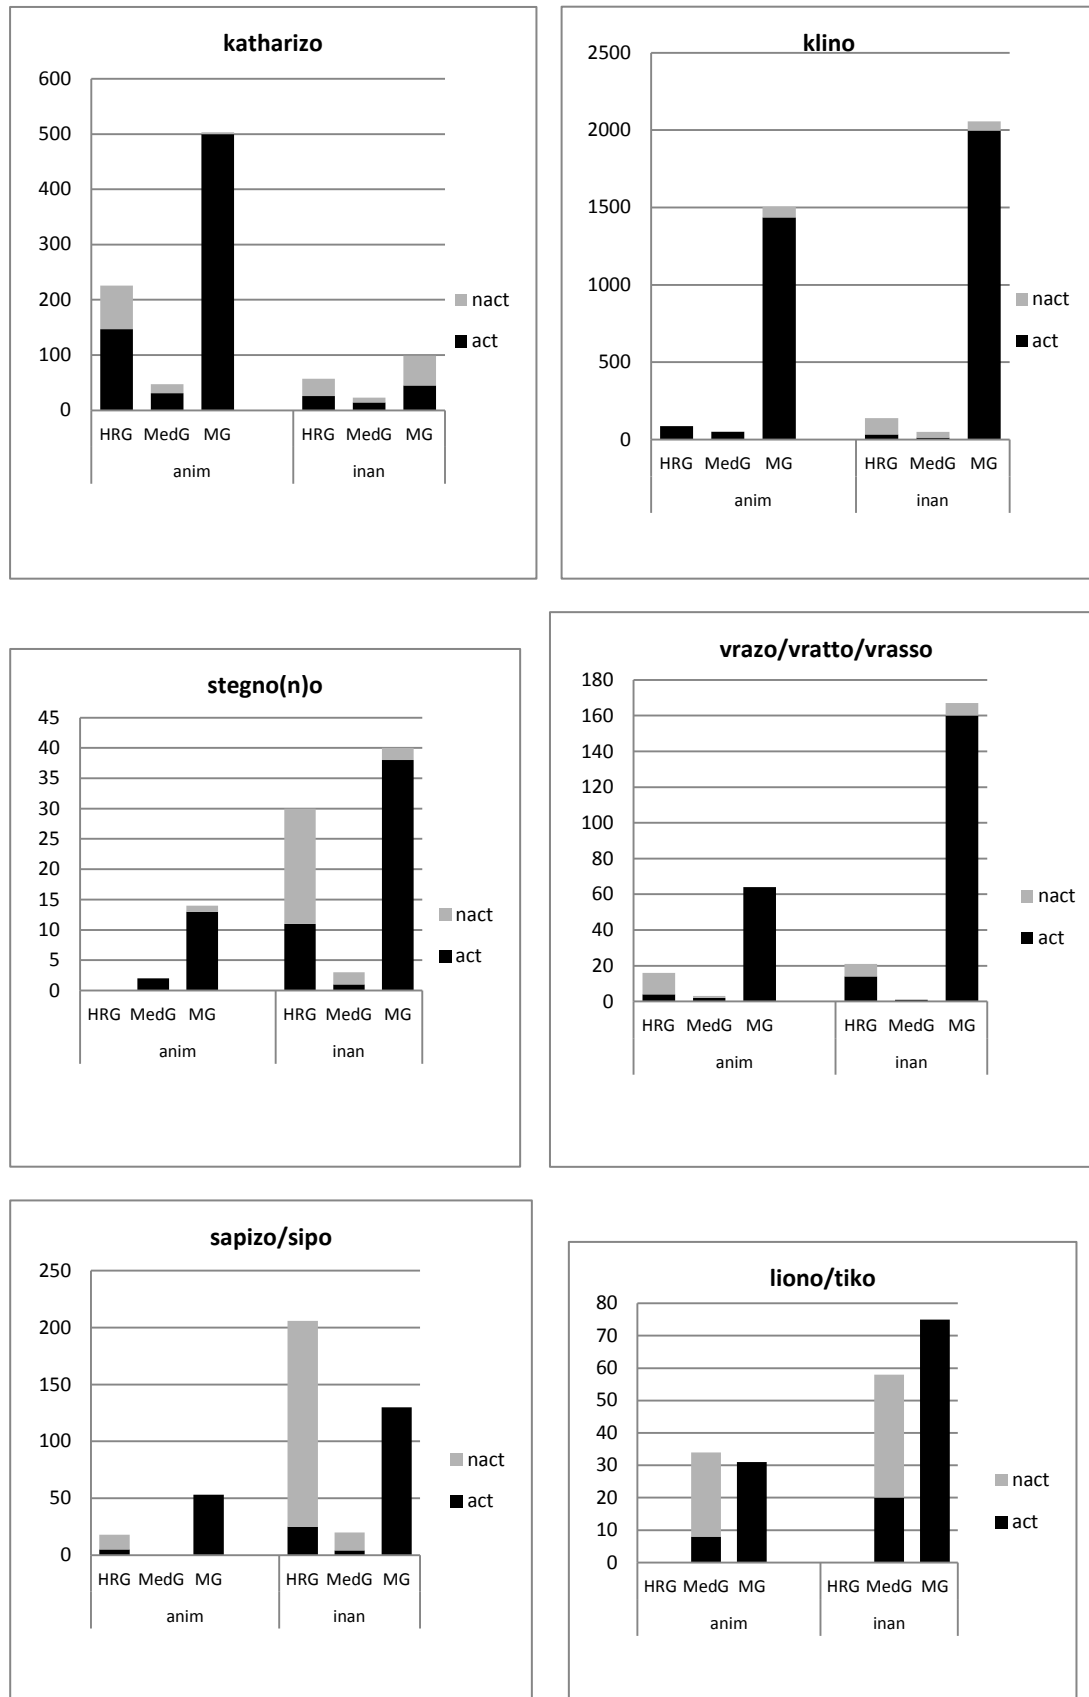 katharizo
600
500
400
300
200
100
0
HRG MedG MG HRG MedG MG
anim inan
nact
act
klino
2500
2000
1500
1000
500
0
HRG MedG MG HRG MedG MG
anim inan
nact
act
stegno(n)o
45
40
35
30
25
20
15
10
5
0
HRG MedG MG HRG MedG MG
anim inan
nact
act
vrazo/vratto/vrasso
180
160
140
120
100
80
60
40
20
0
HRG MedG MG HRG MedG MG
anim inan
nact
act
sapizo/sipo
250
200
150
100
50
0
HRG MedG MG HRG MedG MG
anim inan
nact
act
liono/tiko
80
70
60
50
40
30
20
10
0
HRG MedG MG HRG MedG MG
anim inan
nact
act